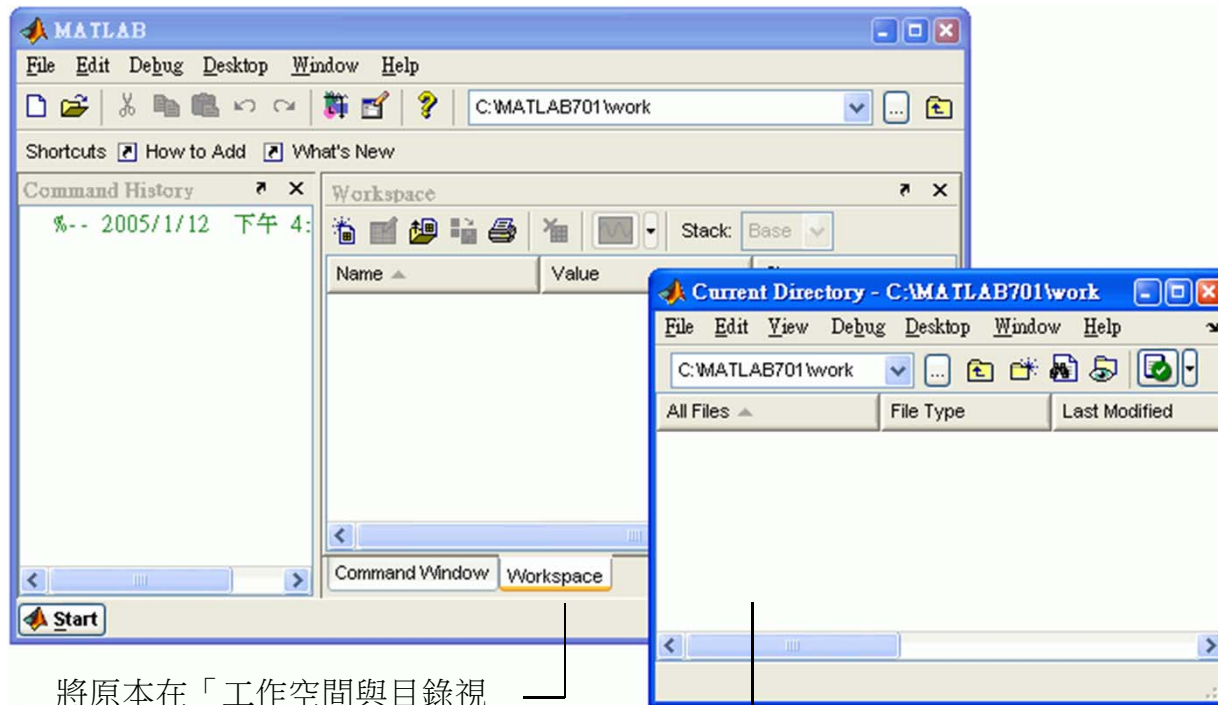 MATLAB
File Edit Debug Desktop Window Help
C:\MATLAB701\work
Shortcuts How to Add What's New
Command History
%-- 2005/1/12 下午 4:
Workspace
Stack: Base
Name Value
Command Window Workspace
Start
Current Directory - C:\MATLAB701\work
File Edit View Debug Desktop Window Help
C:\MATLAB701\work
All Files File Type Last Modified
將原本在「工作空間與目錄視